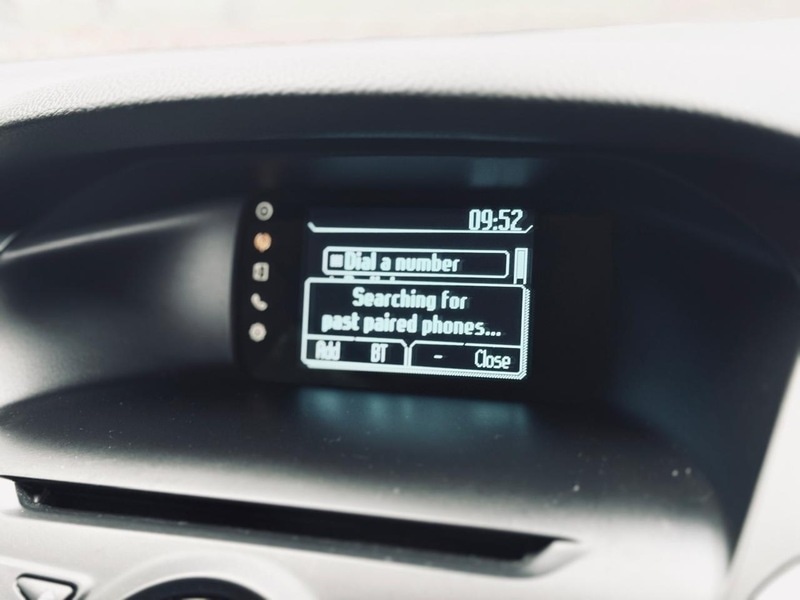 09:52
Dial a number
Searching for
past paired phones...
Add BT - Close